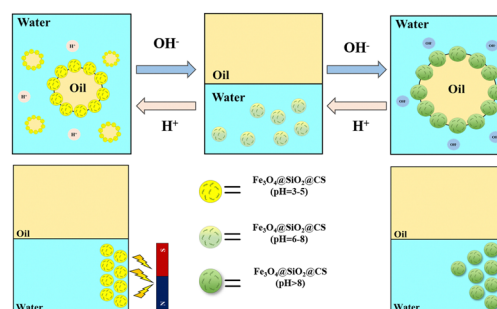 Water
H⁺
H⁺
H⁺
Oil
OH⁻
H⁺
Oil
Water
OH⁻
H⁺
Water
OH
OH
OH
OH
OH
Oil
Oil
Water
S
N
Fe₃O₄@SiO₂@CS
(pH=3-5)
Fe₃O₄@SiO₂@CS
(pH=6-8)
Fe₃O₄@SiO₂@CS
(pH>8)
Oil
Water